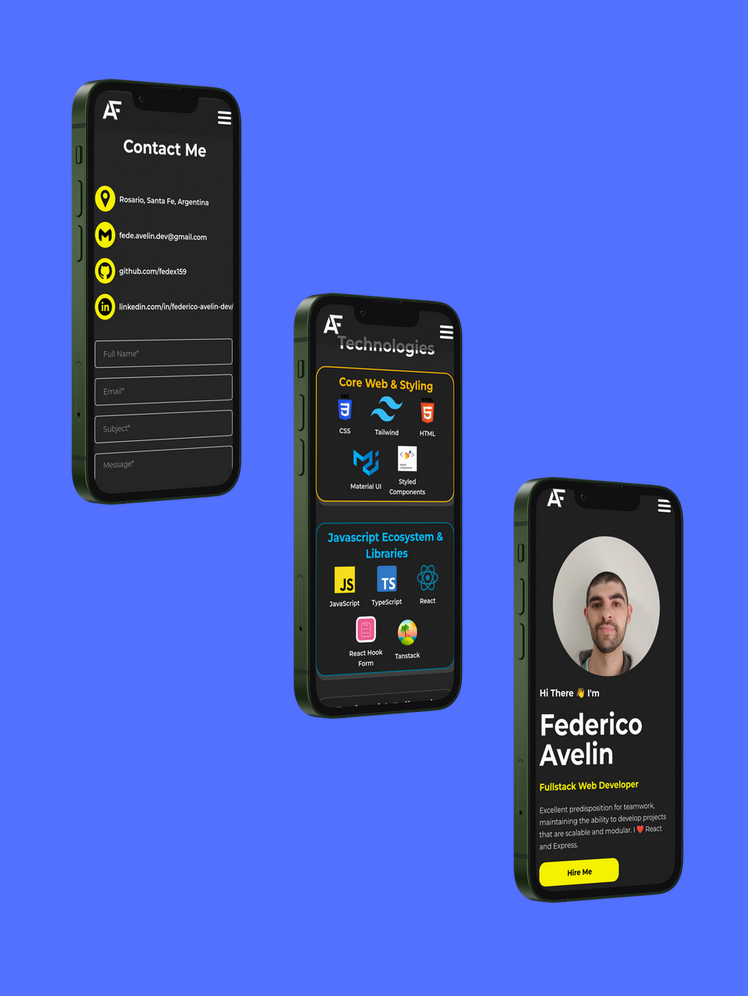 AF
Contact Me
Rosario, Santa Fe, Argentina
fede.avelin.dev@gmail.com
github.com/fedex159
linkedin.com/in/federico-avelin-dev/
Full Name*
Email*
Subject*
Message*
AF
Technologies
Core Web & Styling
CSS
Tailwind
HTML
Material UI
Styled
Components
Javascript Ecosystem &
Libraries
JS
TS
JavaScript
TypeScript
React
React Hook
Form
Tanstack
AF
Hi There 👋 I'm
Federico
Avelin
Fullstack Web Developer
Excellent predisposition for teamwork,
maintaining the ability to develop projects
that are scalable and modular. I ❤️ React
and Express.
Hire Me